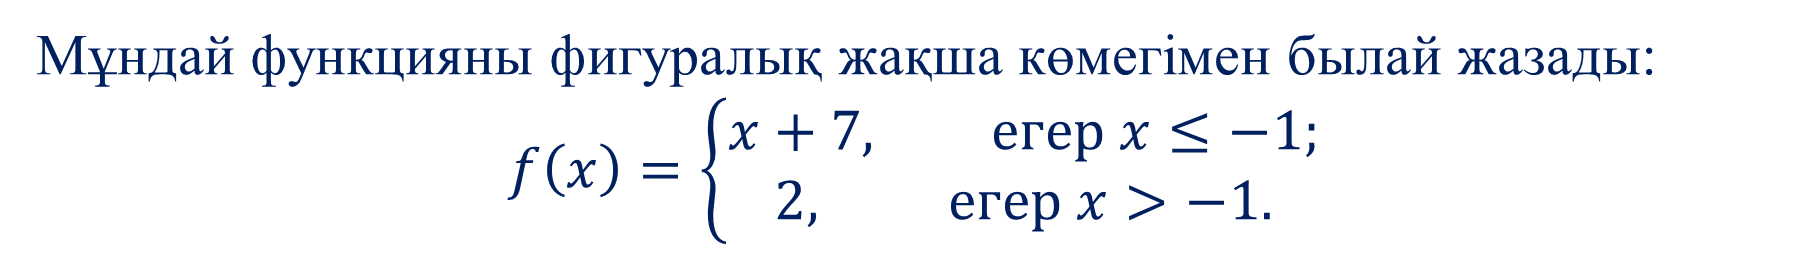 Мұндай функцияны фигуралық жақша көмегімен былай жазады:
f(x) = { x + 7, егер x ≤ −1;
2, егер x > −1.